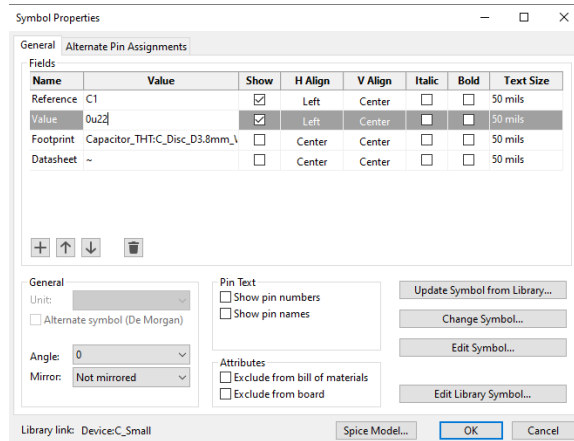 Symbol Properties
General Alternate Pin Assignments
Fields
Name Value Show H Align V Align Italic Bold Text Size
Reference C1 Left Center 50 mils
Value 0u22 Left Center 50 mils
Footprint Capacitor_THT:C_Disc_D3.8mm_ Center Center 50 mils
Datasheet ~ Center Center 50 mils
General
Unit:
Alternate symbol (De Morgan)
Angle: 0
Mirror: Not mirrored
Pin Text
Show pin numbers
Show pin names
Attributes
Exclude from bill of materials
Exclude from board
Update Symbol from Library...
Change Symbol...
Edit Symbol...
Edit Library Symbol...
Library link: Device:C_Small
Spice Model... OK Cancel